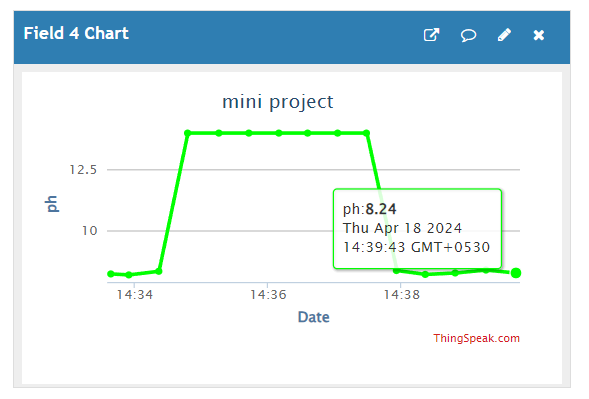 Field 4 Chart
mini project
12.5
10
ph
ph:8.24
Thu Apr 18 2024
14:39:43 GMT+0530
14:34
14:36
14:38
Date
ThingSpeak.com